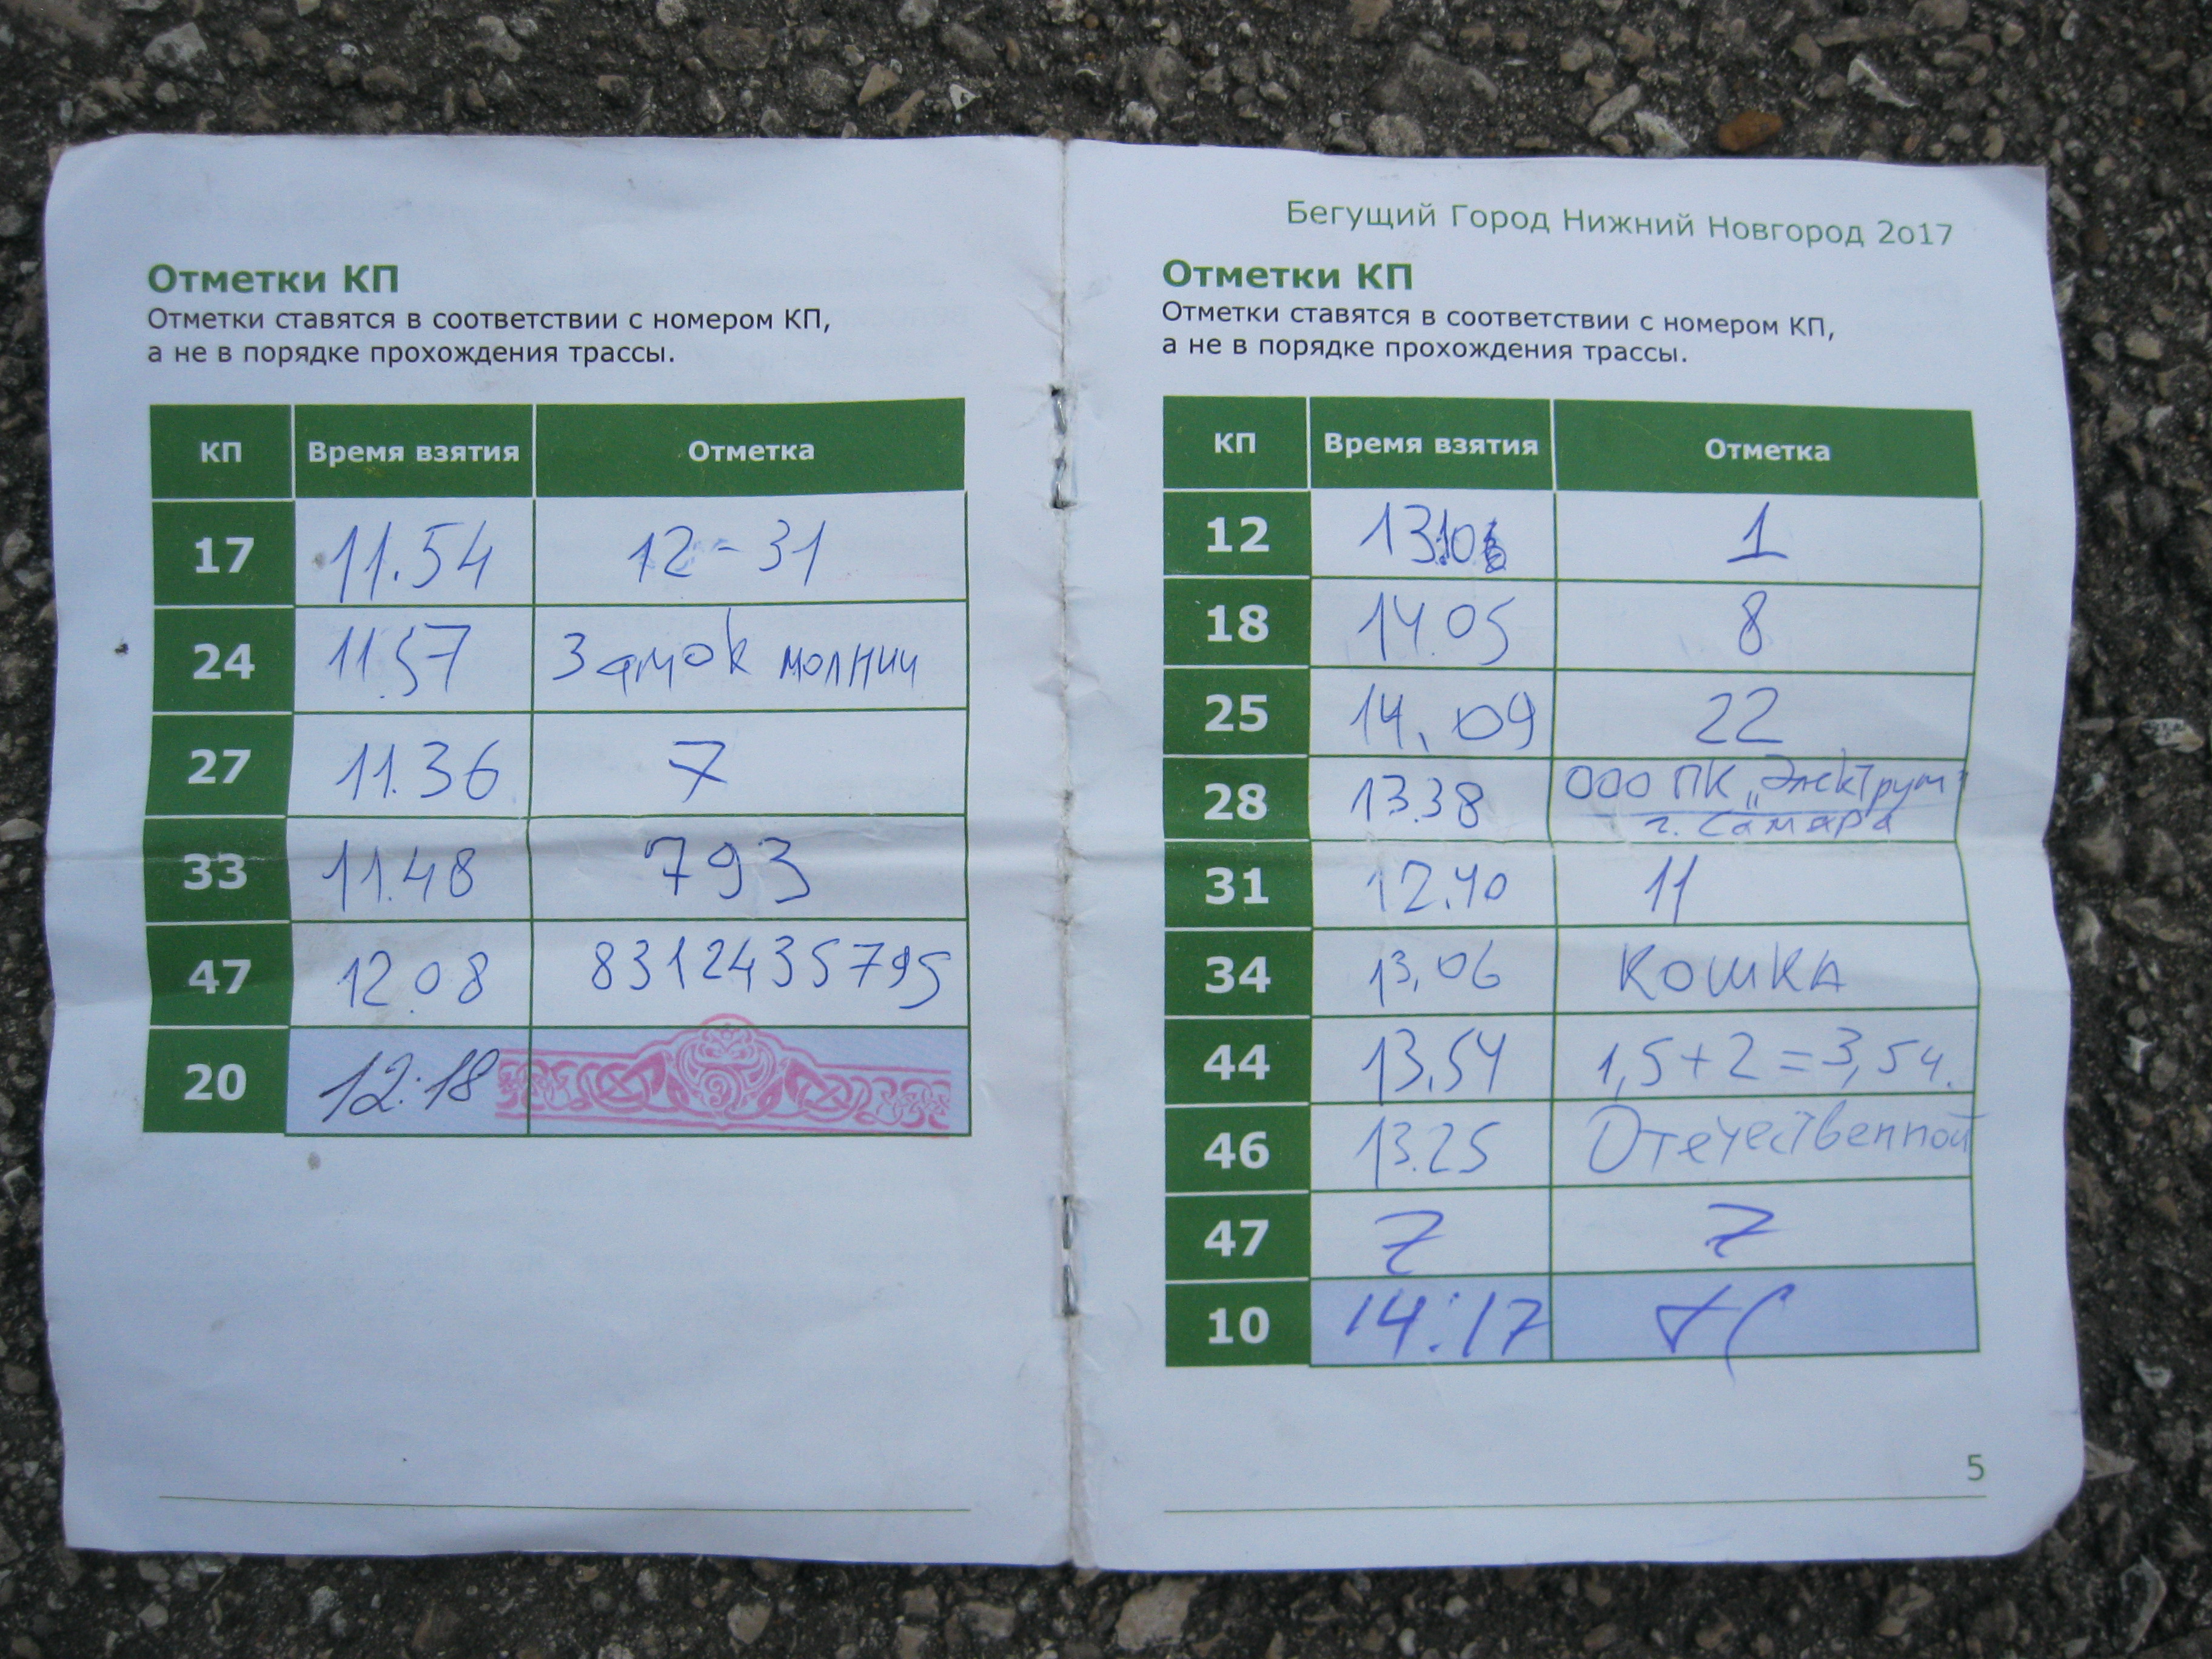 Отметки КП
Отметки ставятся в соответствии с номером КП,
а не в порядке прохождения трассы.
КП Время взятия Отметка
17 11.54 12-31
24 11.57 Замок молнии
27 11.36 7
33 11.48 793
47 12.08 83124357
20 12:18
Бегущий Город Нижний Новгород 2017
Отметки КП
Отметки ставятся в соответствии с номером КП,
а не в порядке прохождения трассы.
КП Время взятия Отметка
12 1
18 14.05 8
25 14.09 22
28 13.38 ООО ПК „Электрум"
г. Самара
31 12.40 11
34 13.06 КОШКА
44 13.54 1,5+2=3,5ч.
46 13.25 Отечественной
47
10 14:17
5